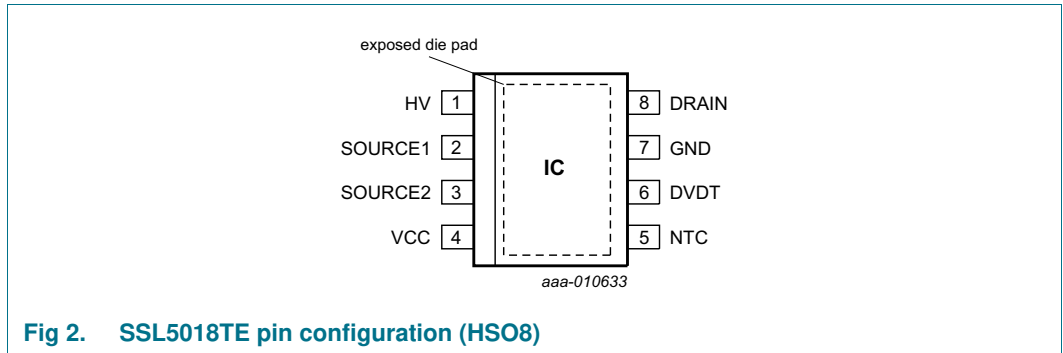 exposed die pad
HV 1
SOURCE1 2
SOURCE2 3
VCC 4
IC
8 DRAIN
7 GND
6 DVDT
5 NTC
aaa-010633
Fig 2. SSL5018TE pin configuration (HSO8)